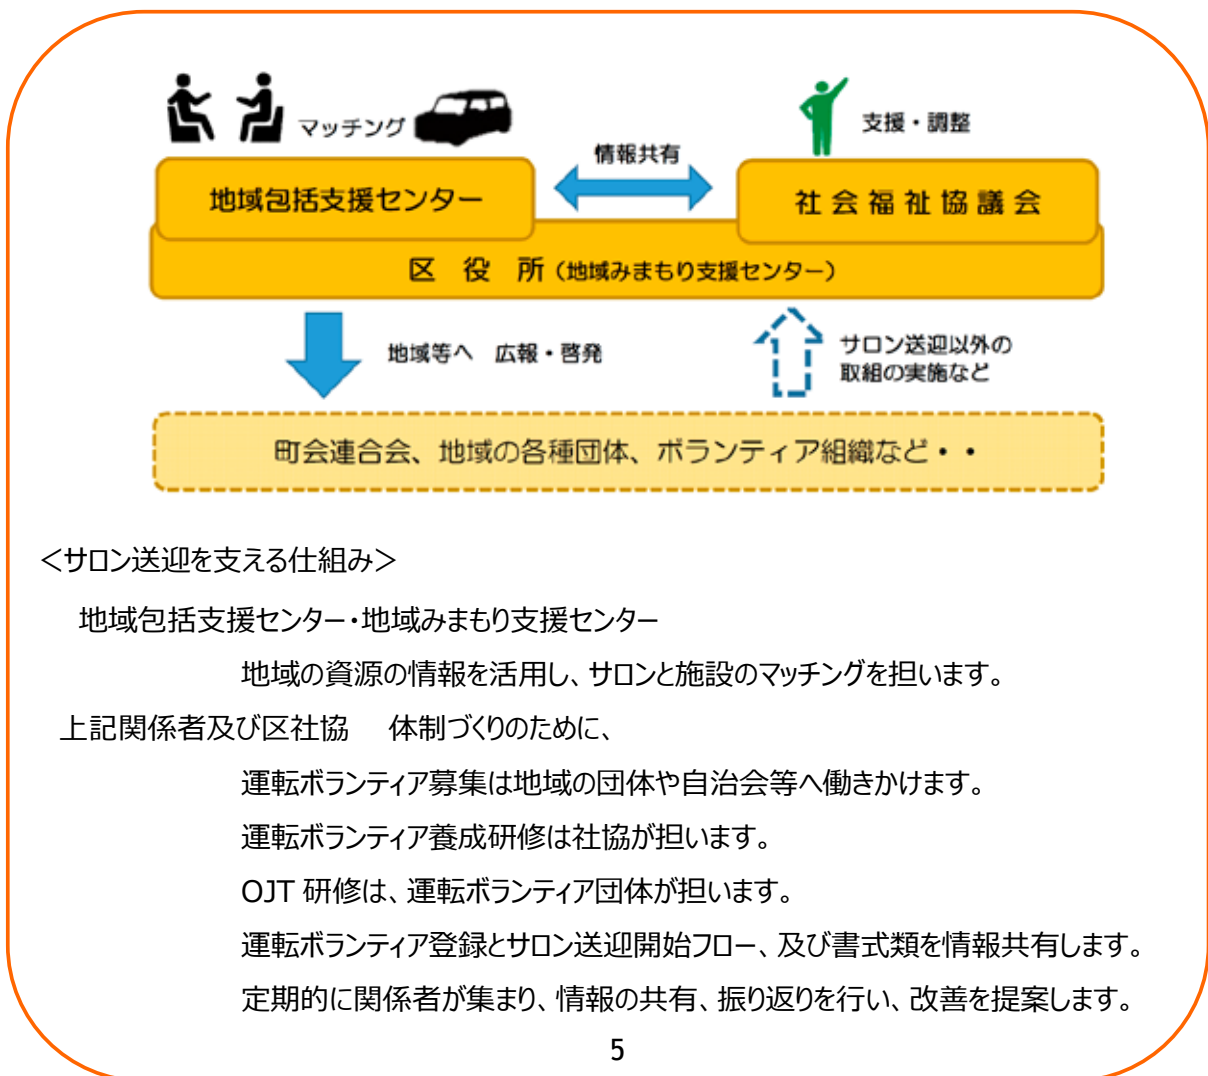 マッチング
支援・調整
情報共有
地域包括支援センター
社会福祉協議会
区 役 所（地域みまもり支援センター）
地域等へ 広報・啓発
サロン送迎以外の
取組の実施など
町会連合会、地域の各種団体、ボランティア組織など・・
＜サロン送迎を支える仕組み＞
地域包括支援センター・地域みまもり支援センター
地域の資源の情報を活用し、サロンと施設のマッチングを担います。
上記関係者及び区社協 体制づくりのために、
運転ボランティア募集は地域の団体や自治会等へ働きかけます。
運転ボランティア養成研修は社協が担います。
OJT 研修は、運転ボランティア団体が担います。
運転ボランティア登録とサロン送迎開始フロー、及び書式類を情報共有します。
定期的に関係者が集まり、情報の共有、振り返りを行い、改善を提案します。
5